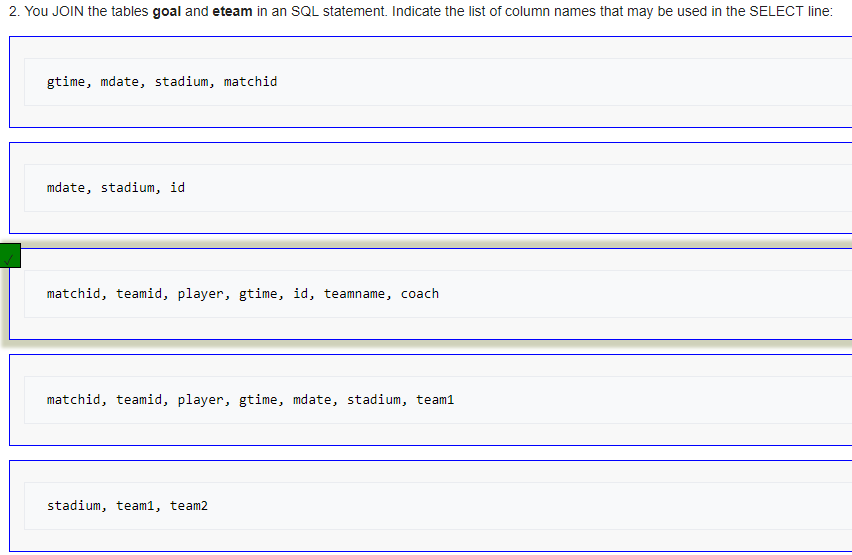 2. You JOIN the tables goal and eteam in an SQL statement. Indicate the list of column names that may be used in the SELECT line:
gtime, mdate, stadium, matchid
mdate, stadium, id
matchid, teamid, player, gtime, id, teamname, coach
matchid, teamid, player, gtime, mdate, stadium, team1
stadium, team1, team2